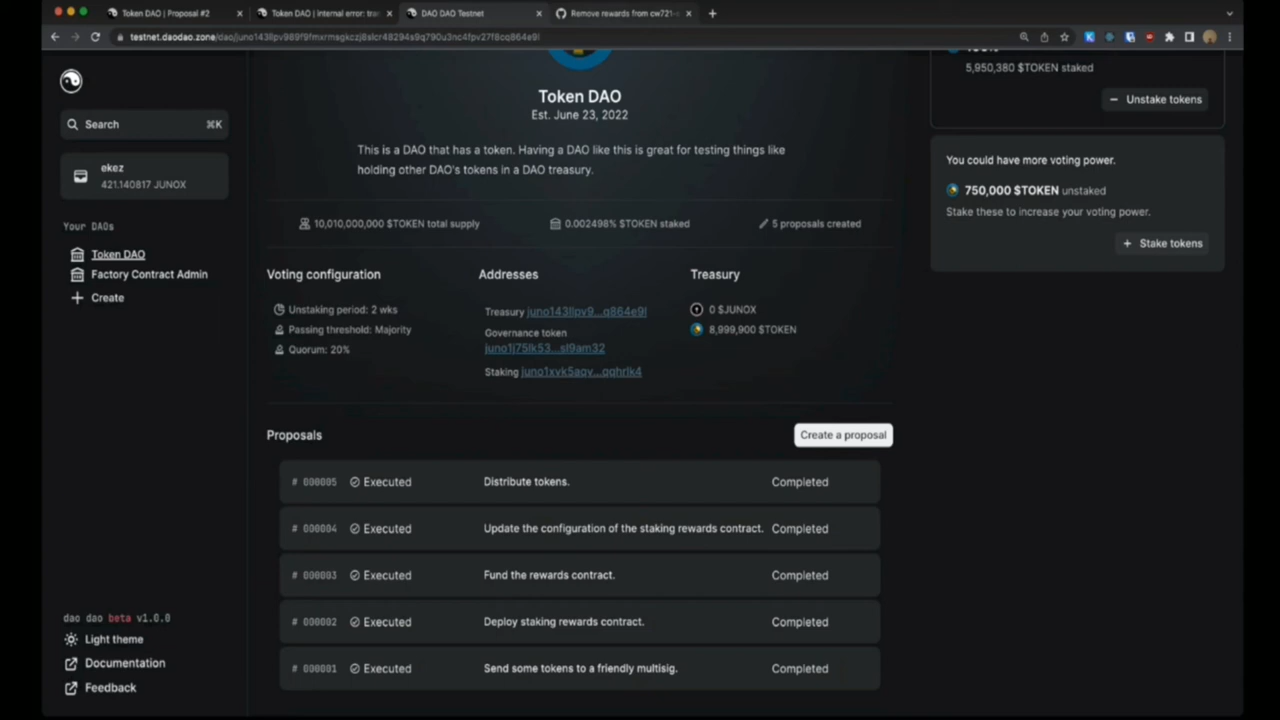 Token DAO | Proposal #2
Token DAO | Internal error: tran
DAO DAO Testnet
Remove rewards from cw721-
Search
⌘K
ekez
421.140817 JUNOX
Your DAOs
Token DAO
Factory Contract Admin
Create
dao dao beta v1.0.0
Light theme
Documentation
Feedback
Token DAO
Est. June 23, 2022
This is a DAO that has a token. Having a DAO like this is great for testing things like
holding other DAO's tokens in a DAO treasury.
10,010,000,000 $TOKEN total supply
0.002498% $TOKEN staked
5 proposals created
Voting configuration
Unstaking period: 2 wks
Passing threshold: Majority
Quorum: 20%
Addresses
Treasury juno143llpv9...q864e9l
Governance token
juno1j75lk53...sl9am32
Staking juno1xvk5aqv...qqhrlk4
Treasury
0 $JUNOX
8,999,900 $TOKEN
Proposals
Create a proposal
# 000005 Executed Distribute tokens. Completed
# 000004 Executed Update the configuration of the staking rewards contract. Completed
# 000003 Executed Fund the rewards contract. Completed
# 000002 Executed Deploy staking rewards contract. Completed
# 000001 Executed Send some tokens to a friendly multisig. Completed
5,950,380 $TOKEN staked
Unstake tokens
You could have more voting power.
750,000 $TOKEN unstaked
Stake these to increase your voting power.
Stake tokens